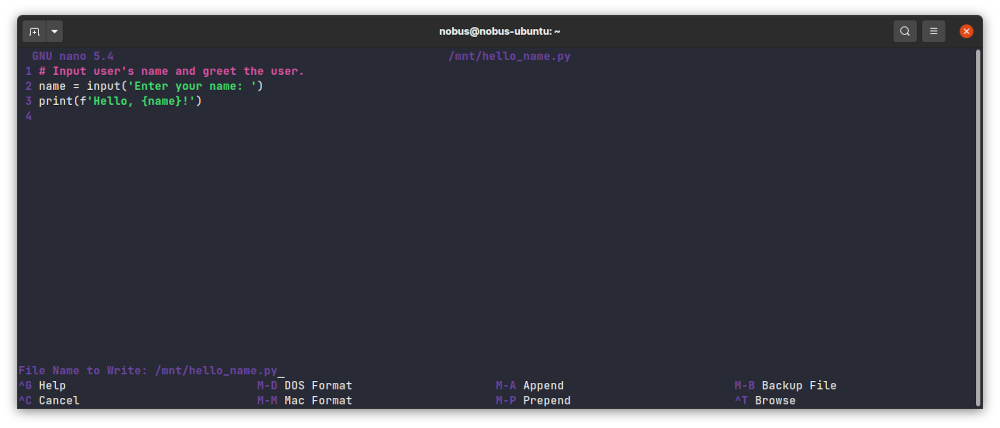 nobus@nobus-ubuntu: ~
GNU nano 5.4 /mnt/hello_name.py
1 # Input user's name and greet the user.
2 name = input('Enter your name: ')
3 print(f'Hello, {name}!')
4
File Name to Write: /mnt/hello_name.py_
^G Help M-D DOS Format M-A Append M-B Backup File
^C Cancel M-M Mac Format M-P Prepend ^T Browse